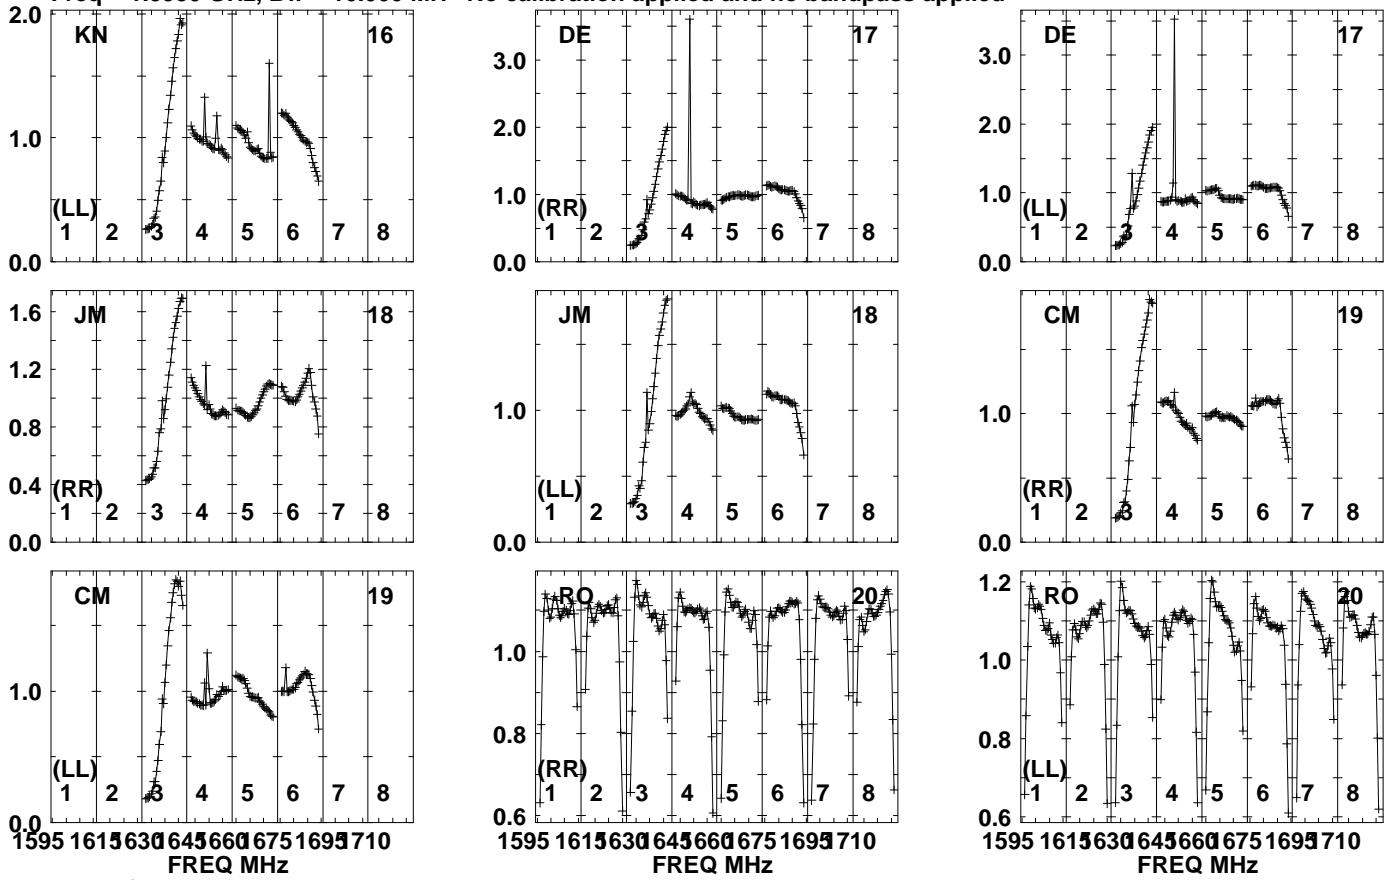 No calibration applied and no bandpass applied
KN 16 DE 17 DE 17
2.0 3.0 3.0
1.0 2.0 2.0
1.0 1.0
(LL) (RR) (LL)
1 2 3 4 5 6 7 8 1 2 3 4 5 6 7 8 1 2 3 4 5 6 7 8
0.0 0.0 0.0
JM 18 JM 18 CM 19
1.6
1.2
1.0 1.0
0.8
0.4
(RR) (LL) (RR)
1 2 3 4 5 6 7 8 1 2 3 4 5 6 7 8 1 2 3 4 5 6 7 8
0.0 0.0 0.0
CM 19 RO 20 RO 20
1.2
1.0 1.0 1.0
0.8 0.8
(LL) (RR) (LL)
1 2 3 4 5 6 7 8 1 2 3 4 5 6 7 8 1 2 3 4 5 6 7 8
0.0 0.6 0.6
1595 1615 1630 1645 1660 1675 1695 1710 1595 1615 1630 1645 1660 1675 1695 1710 1595 1615 1630 1645 1660 1675 1695 1710
FREQ MHz FREQ MHz FREQ MHz